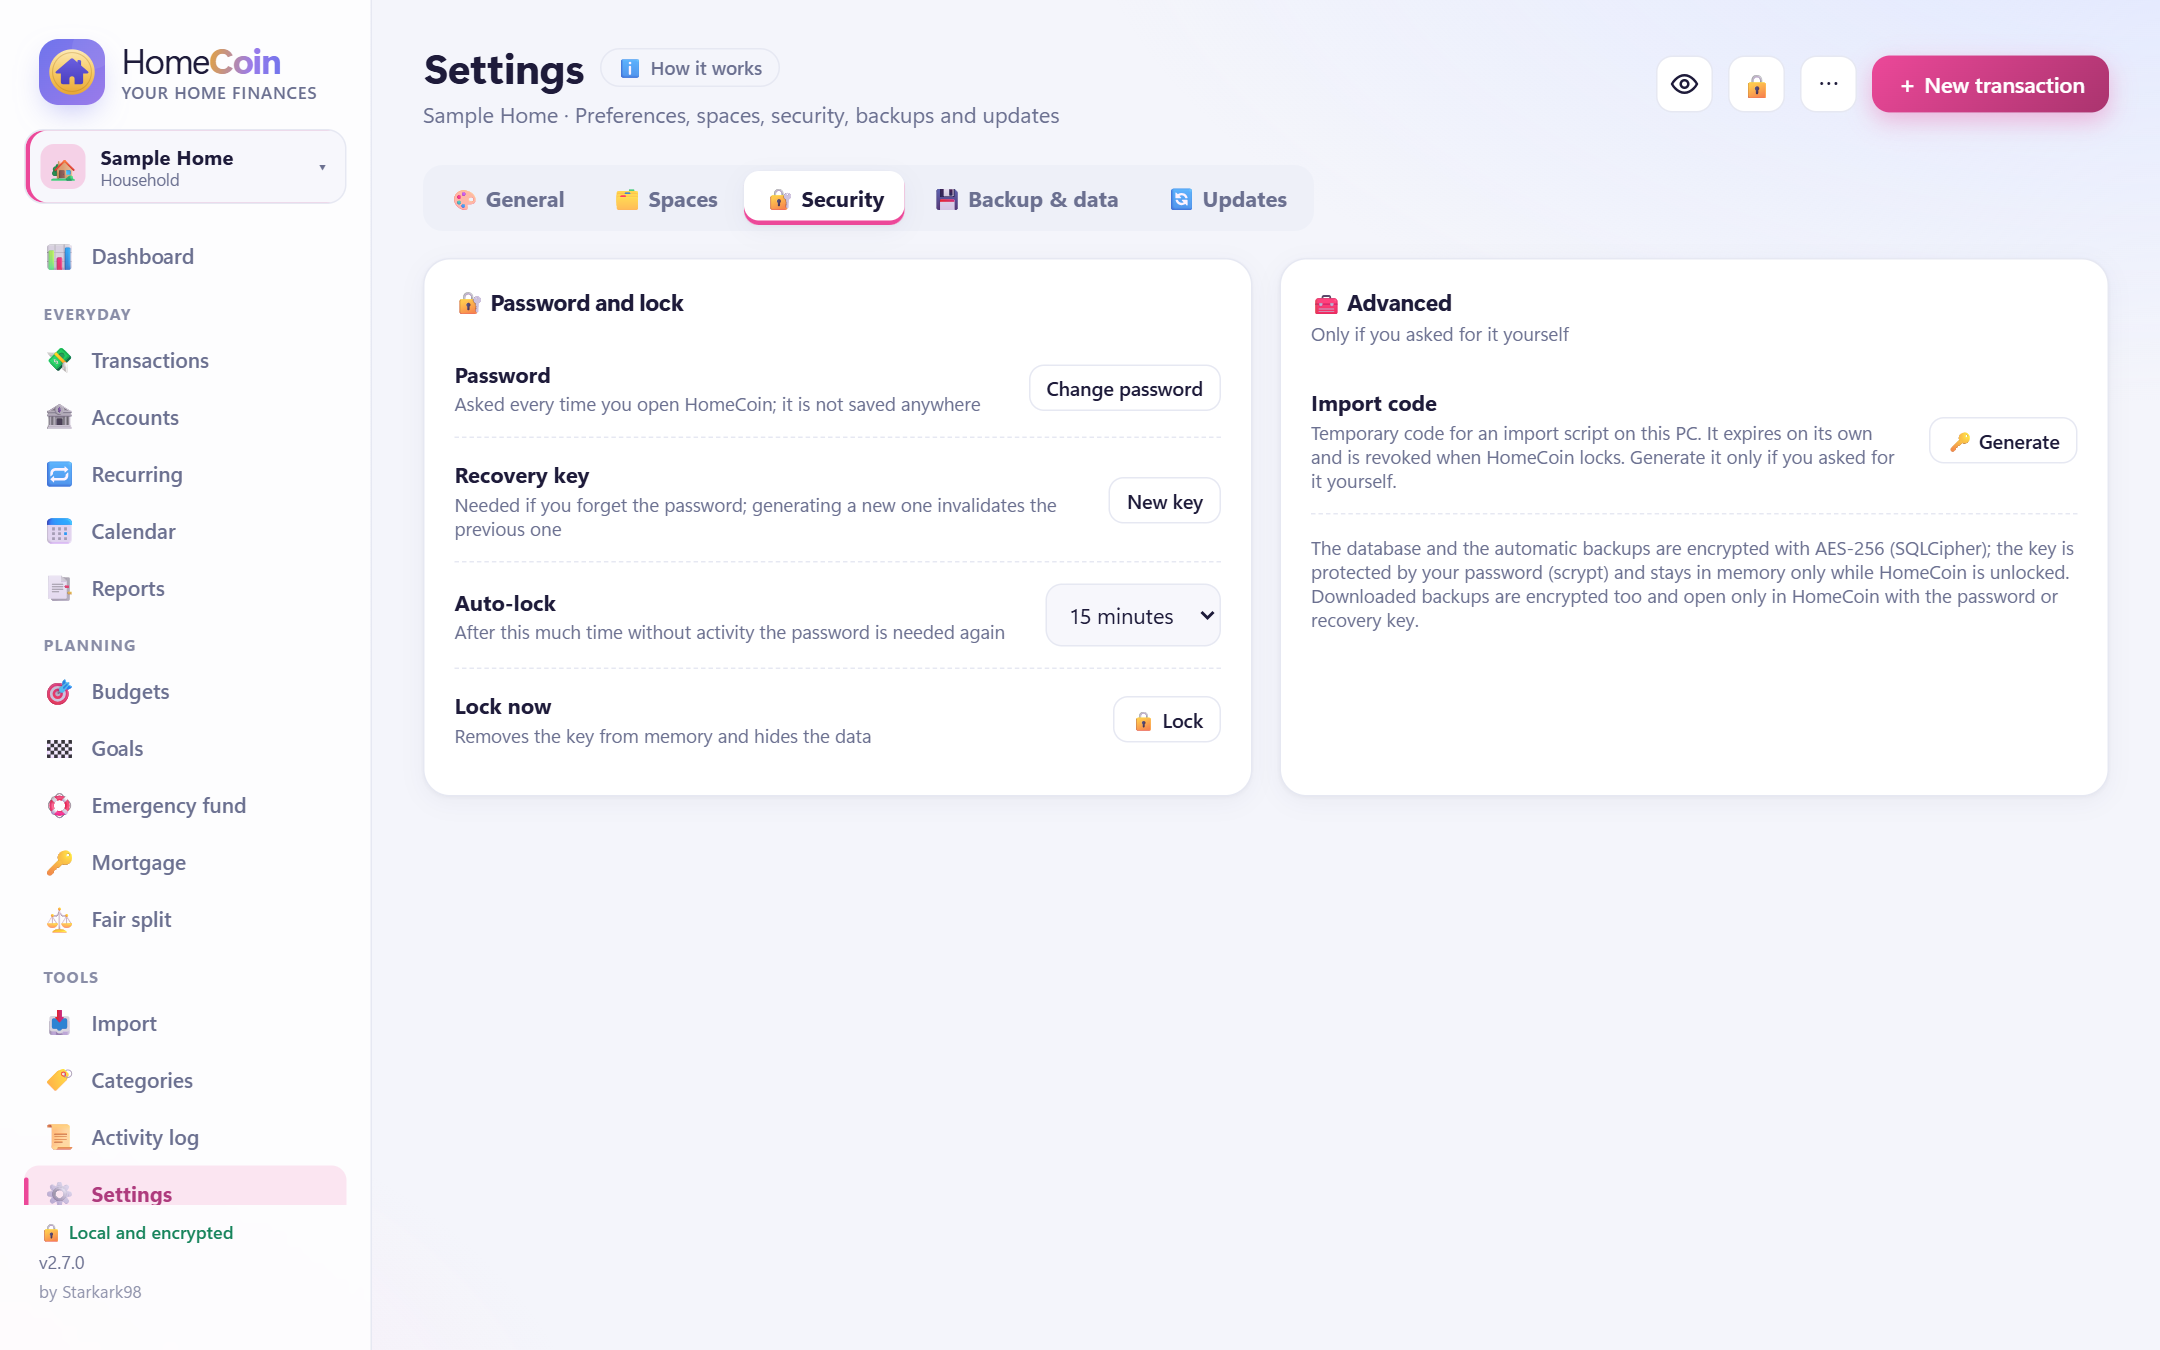 HomeCoin
YOUR HOME FINANCES
Sample Home
Household
Dashboard
EVERYDAY
Transactions
Accounts
Recurring
Calendar
Reports
PLANNING
Budgets
Goals
Emergency fund
Mortgage
Fair split
TOOLS
Import
Categories
Activity log
Settings
Local and encrypted
v2.7.0
by Starkark98
Settings
How it works
Sample Home · Preferences, spaces, security, backups and updates
+ New transaction
General
Spaces
Security
Backup & data
Updates
Password and lock
Password
Asked every time you open HomeCoin; it is not saved anywhere
Change password
Recovery key
Needed if you forget the password; generating a new one invalidates the
previous one
New key
Auto-lock
After this much time without activity the password is needed again
15 minutes
Lock now
Removes the key from memory and hides the data
Lock
Advanced
Only if you asked for it yourself
Import code
Temporary code for an import script on this PC. It expires on its own
and is revoked when HomeCoin locks. Generate it only if you asked for
it yourself.
Generate
The database and the automatic backups are encrypted with AES-256 (SQLCipher); the key is
protected by your password (scrypt) and stays in memory only while HomeCoin is unlocked.
Downloaded backups are encrypted too and open only in HomeCoin with the password or
recovery key.